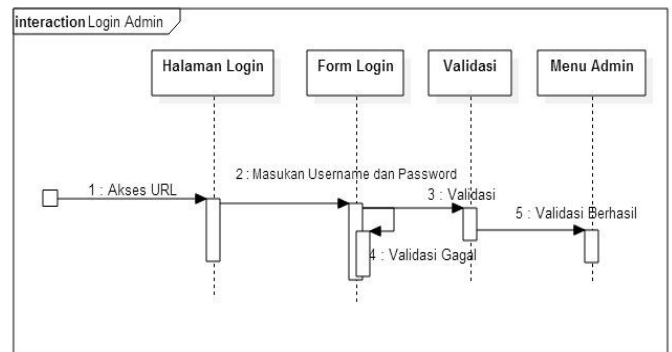 interaction Login Admin
Halaman Login
Form Login
Validasi
Menu Admin
1 : Akses URL
2 : Masukan Username dan Password
3 : Validasi
4 : Validasi Gagal
5 : Validasi Berhasil